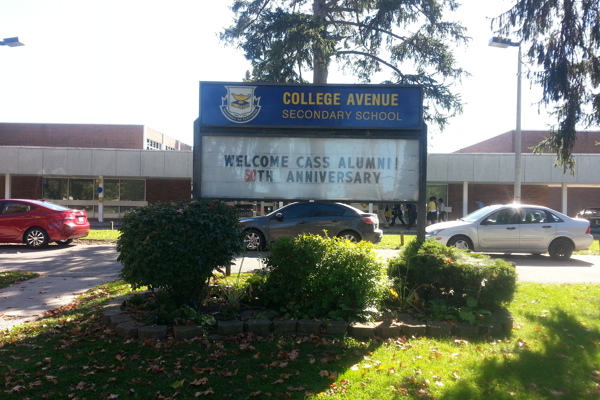 COLLEGE AVENUE
SECONDARY SCHOOL
WELCOME CASS ALUMNI!
50TH ANNIVERSARY